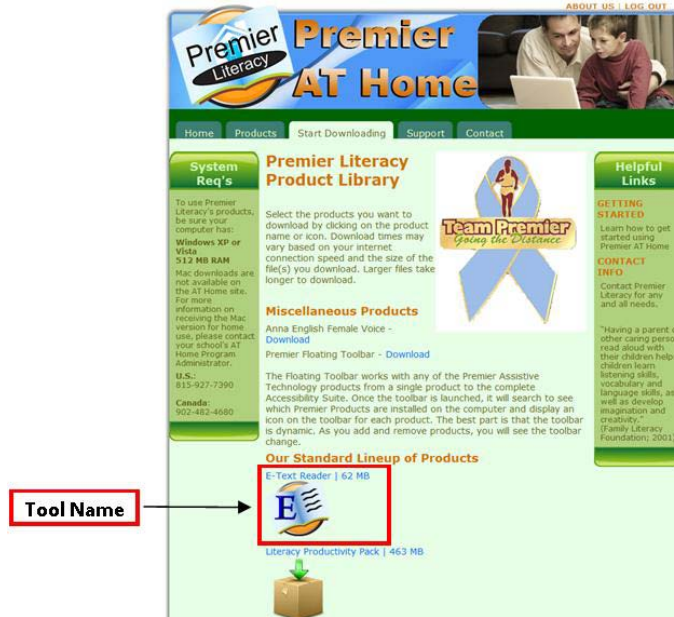 ABOUT US | LOG OUT
Premier
Literacy
Premier
AT Home
Home
Products
Start Downloading
Support
Contact
System
Req's
To use Premier
Literacy's products,
be sure your
computer has:
Windows XP or
Vista
512 MB RAM
Mac downloads are
not available on
the AT Home site.
For more
information on
receiving the Mac
version for home
use, please contact
your school's AT
Home Program
Administrator.
U.S.:
815-927-7390
Canada:
902-482-4680
Premier Literacy
Product Library
Select the products you want to
download by clicking on the product
name or icon. Download times may
vary based on your internet
connection speed and the size of the
file(s) you download. Larger files take
longer to download.
Team Premier
Going the Distance
Miscellaneous Products
Anna English Female Voice -
Download
Premier Floating Toolbar - Download
The Floating Toolbar works with any of the Premier Assistive
Technology products from a single product to the complete
Accessibility Suite. Once the toolbar is launched, it will search to see
which Premier Products are installed on the computer and display an
icon on the toolbar for each product. The best part is that the toolbar
is dynamic. As you add and remove products, you will see the toolbar
change.
Our Standard Lineup of Products
E-Text Reader | 62 MB
E
Tool Name
Literacy Productivity Pack | 463 MB
Helpful
Links
GETTING
STARTED
Learn how to get
started using
Premier AT Home
CONTACT
INFO
Contact Premier
Literacy for any
and all needs.
"Having a parent
other caring
read aloud with
their children help
children learn
listening skills,
vocabulary and
language skills, as
well as develop
imagination and
creativity."
(Family Literacy
Foundation; 2001)